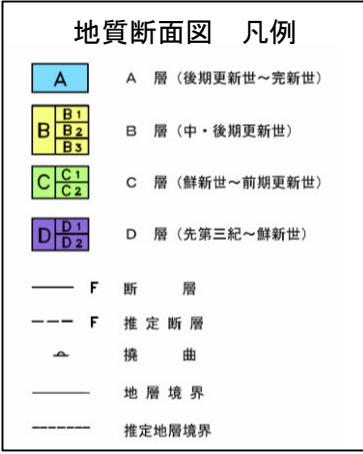 地質断面図　凡例
A A 層（後期更新世～完新世）
B B1 B2 B3 B 層（中・後期更新世）
C C1 C2 C 層（鮮新世～前期更新世）
D D1 D2 D 層（先第三紀～鮮新世）
F 断　層
F 推定断層
撓　曲
地層境界
推定地層境界